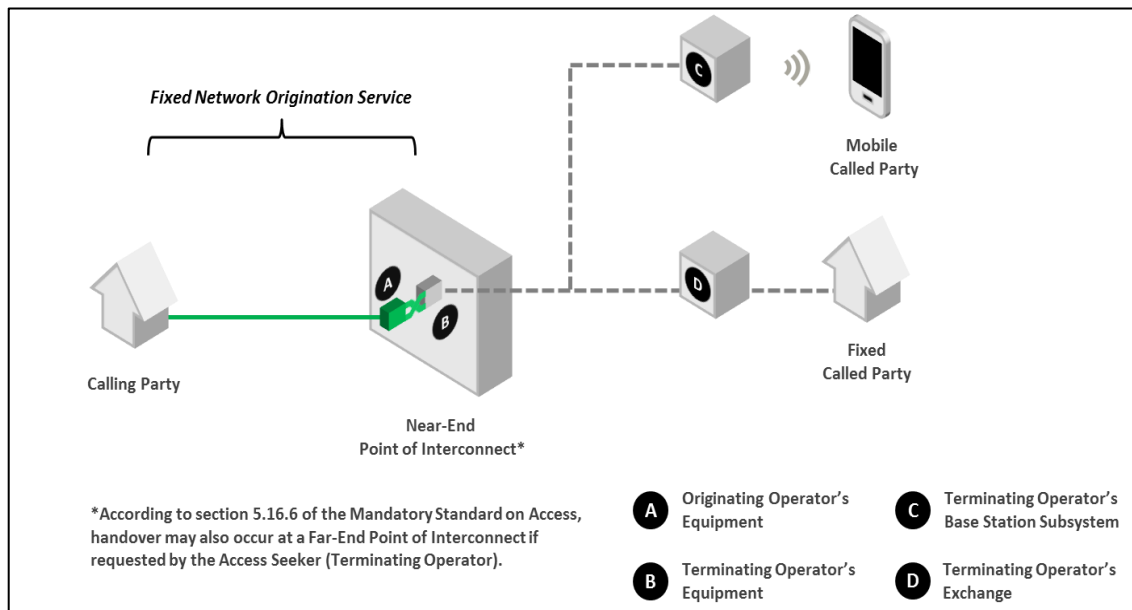 Fixed Network Origination Service
C
Mobile
Called Party
A
B
D
Calling Party
Fixed
Called Party
Near-End
Point of Interconnect*
*According to section 5.16.6 of the Mandatory Standard on Access,
handover may also occur at a Far-End Point of Interconnect if
requested by the Access Seeker (Terminating Operator).
A
Originating Operator's
Equipment
C
Terminating Operator's
Base Station Subsystem
B
Terminating Operator's
Equipment
D
Terminating Operator's
Exchange